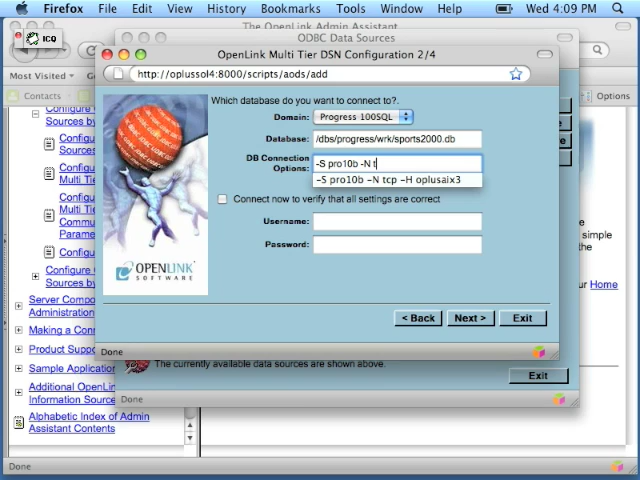 Firefox File Edit View History Bookmarks Tools Window Help Wed 4:09 PM
The OpenLink Admin Assistant
ICQ
ODBC Data Sources
OpenLink Multi Tier DSN Configuration 2/4
http://oplussol4:8000/scripts/aods/add
Most Visited
Contacts
Options
Which database do you want to connect to?.
Domain: Progress 100SQL
Database: /dbs/progress/wrk/sports2000.db
DB Connection Options: -S pro10b -N t
-S pro10b -N tcp -H oplusaix3
Connect now to verify that all settings are correct
Username:
Password:
OPENLINK
SOFTWARE
< Back Next > Exit
Done
Configure
Sources by
Configu
Sources
Configu
Multi Tie
Configu
Multi Tie
Commu
Parame
Configu
Configure
Sources by
Server Compo
Administration
Making a Conn
Product Suppo
Sample Applicatio
Additional OpenLin
Information Source
Alphabetic Index of Admin
Assistant Contents
simple
the
ur Home
The currently available data sources are shown above.
Exit
Done
Done